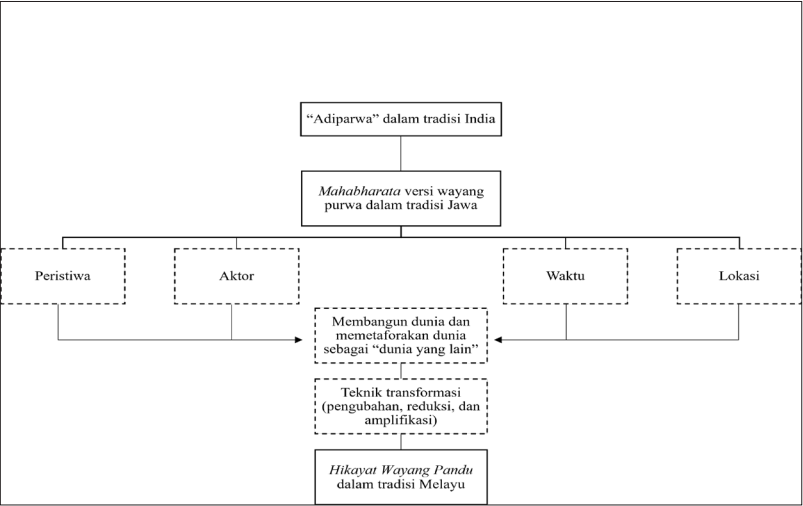 “Adiparwa” dalam tradisi India
Mahabharata versi wayang
purwa dalam tradisi Jawa
Peristiwa
Aktor
Waktu
Lokasi
Membangun dunia dan
memetaforakan dunia
sebagai “dunia yang lain”
Teknik transformasi
(pengubahan, reduksi, dan
amplifikasi)
Hikayat Wayang Pandu
dalam tradisi Melayu